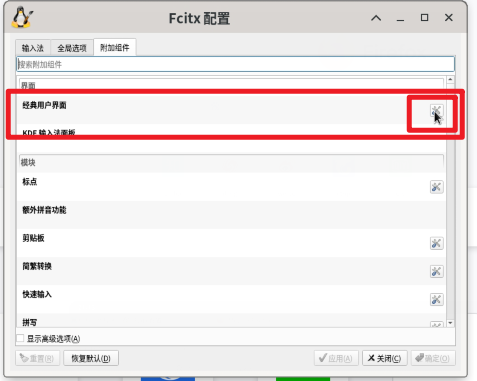 Fcitx 配置
输入法 全局选项 附加组件
搜索附加组件
界面
经典用户界面
KDE 输入法面板
模块
标点
额外拼音功能
剪贴板
简繁转换
快速输入
拼写
显示高级选项(A)
重置(R) 恢复默认(D) 应用(A) 关闭(C) 确定(O)